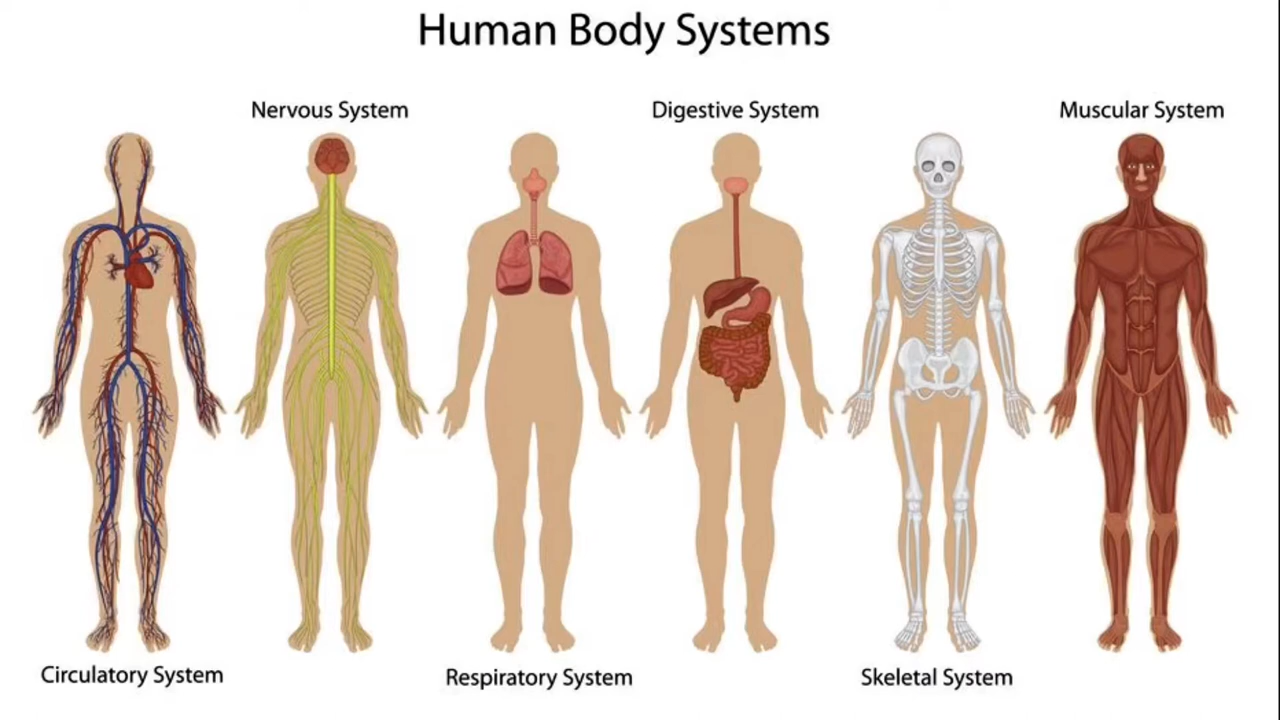 Human Body Systems
Nervous System
Digestive System
Muscular System
Circulatory System
Respiratory System
Skeletal System